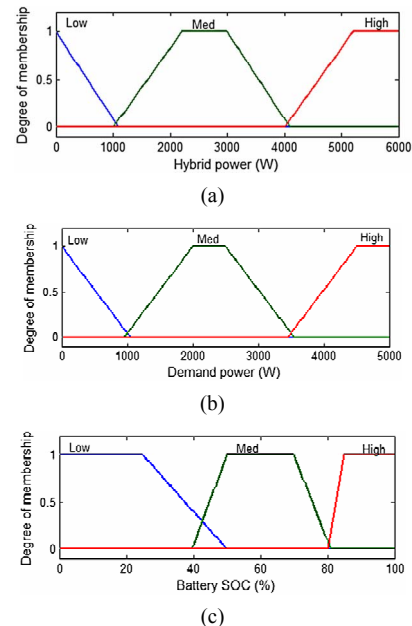 Low
Med
High
1
0.5
0
Degree of membership
0 1000 2000 3000 4000 5000 6000
Hybrid power (W)
(a)
Low
Med
High
1
0.5
0
Degree of membership
0 1000 2000 3000 4000 5000
Demand power (W)
(b)
Low
Med
High
1
0.5
0
Degree of membership
0 20 40 60 80 100
Battery SOC (%)
(c)